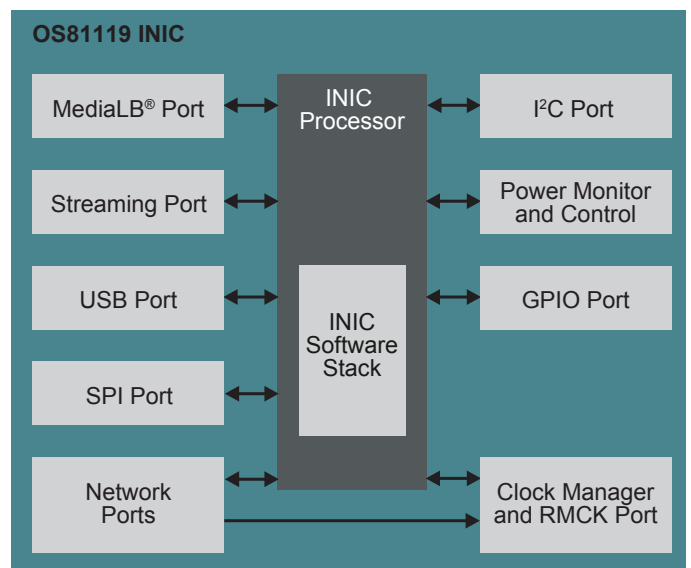 OS81119 INIC
MediaLB® Port
Streaming Port
USB Port
SPI Port
Network
Ports
INIC
Processor
INIC
Software
Stack
I²C Port
Power Monitor
and Control
GPIO Port
Clock Manager
and RMCK Port